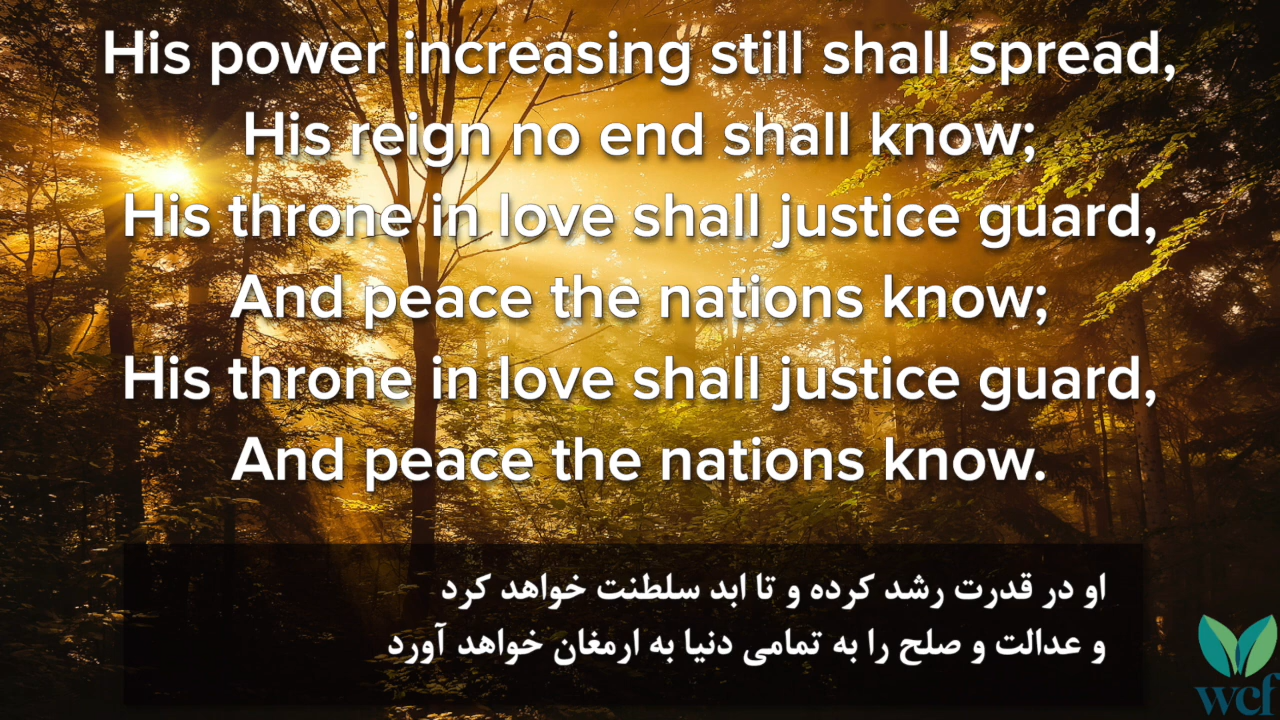 His power increasing still shall spread,
His reign no end shall know;
His throne in love shall justice guard,
And peace the nations know;
His throne in love shall justice guard,
And peace the nations know.
او در قدرت رشد کرده و تا ابد سلطنت خواهد کرد
و عدالت و صلح را به تمامی دنیا به ارمغان خواهد آورد
wcf